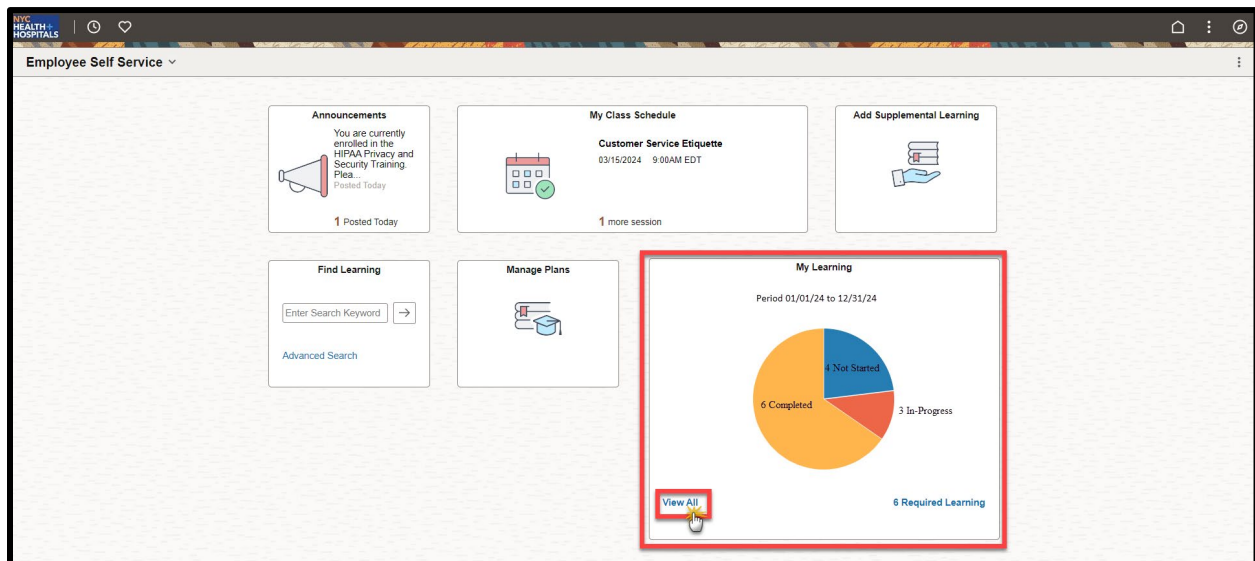 NYC
HEALTH+
HOSPITALS
Employee Self Service
Announcements
You are currently
enrolled in the
HIPAA Privacy and
Security Training.
Plea...
Posted Today
1 Posted Today
My Class Schedule
Customer Service Etiquette
03/15/2024 9:00AM EDT
1 more session
Add Supplemental Learning
Find Learning
Enter Search Keyword
Advanced Search
Manage Plans
My Learning
Period 01/01/24 to 12/31/24
4 Not Started
6 Completed
3 In-Progress
View All
6 Required Learning